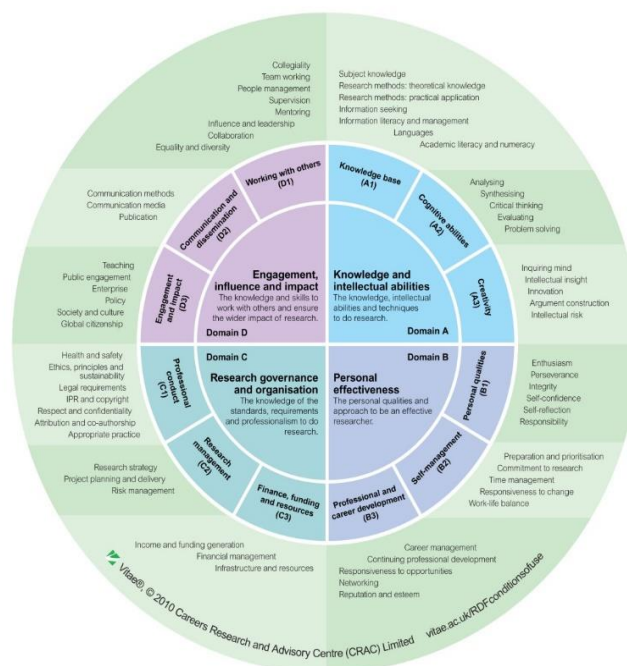 Collegiality
Team working
People management
Supervision
Mentoring
Influence and leadership
Collaboration
Equality and diversity
Subject knowledge
Research methods: theoretical knowledge
Research methods: practical application
Information seeking
Information literacy and management
Languages
Academic literacy and numeracy
Communication methods
Communication media
Publication
Analysing
Synthesising
Critical thinking
Evaluating
Problem solving
Teaching
Public engagement
Enterprise
Policy
Society and culture
Global citizenship
Inquiring mind
Intellectual insight
Innovation
Argument construction
Intellectual risk
Working with others
(D1)
Knowledge base
(A1)
Communication and
dissemination
(D2)
Cognitive abilities
(A2)
Engagement
and impact
(D3)
Creativity
(A3)
Engagement,
influence and impact
The knowledge and skills to
work with others and ensure
the wider impact of research.
Domain D
Knowledge and
intellectual abilities
The knowledge, intellectual
abilities and techniques
to do research.
Domain A
Domain C
Research governance
and organisation
The knowledge of the
standards, requirements
and professionalism to do
research.
Domain B
Personal
effectiveness
The personal qualities and
approach to be an effective
researcher.
Professional
conduct
(C1)
Personal qualities
(B1)
Research
management
(C2)
Self-management
(B2)
Finance, funding
and resources
(C3)
Professional and
career development
(B3)
Health and safety
Ethics, principles and
sustainability
Legal requirements
IPR and copyright
Respect and confidentiality
Attribution and co-authorship
Appropriate practice
Enthusiasm
Perseverance
Integrity
Self-confidence
Self-reflection
Responsibility
Research strategy
Project planning and delivery
Risk management
Preparation and prioritisation
Commitment to research
Time management
Responsiveness to change
Work-life balance
Income and funding generation
Financial management
Infrastructure and resources
Career management
Continuing professional development
Responsiveness to opportunities
Networking
Reputation and esteem
Vitae®, © 2010 Careers Research and Advisory Centre (CRAC) Limited vitae.ac.uk/RDFconditionsofuse